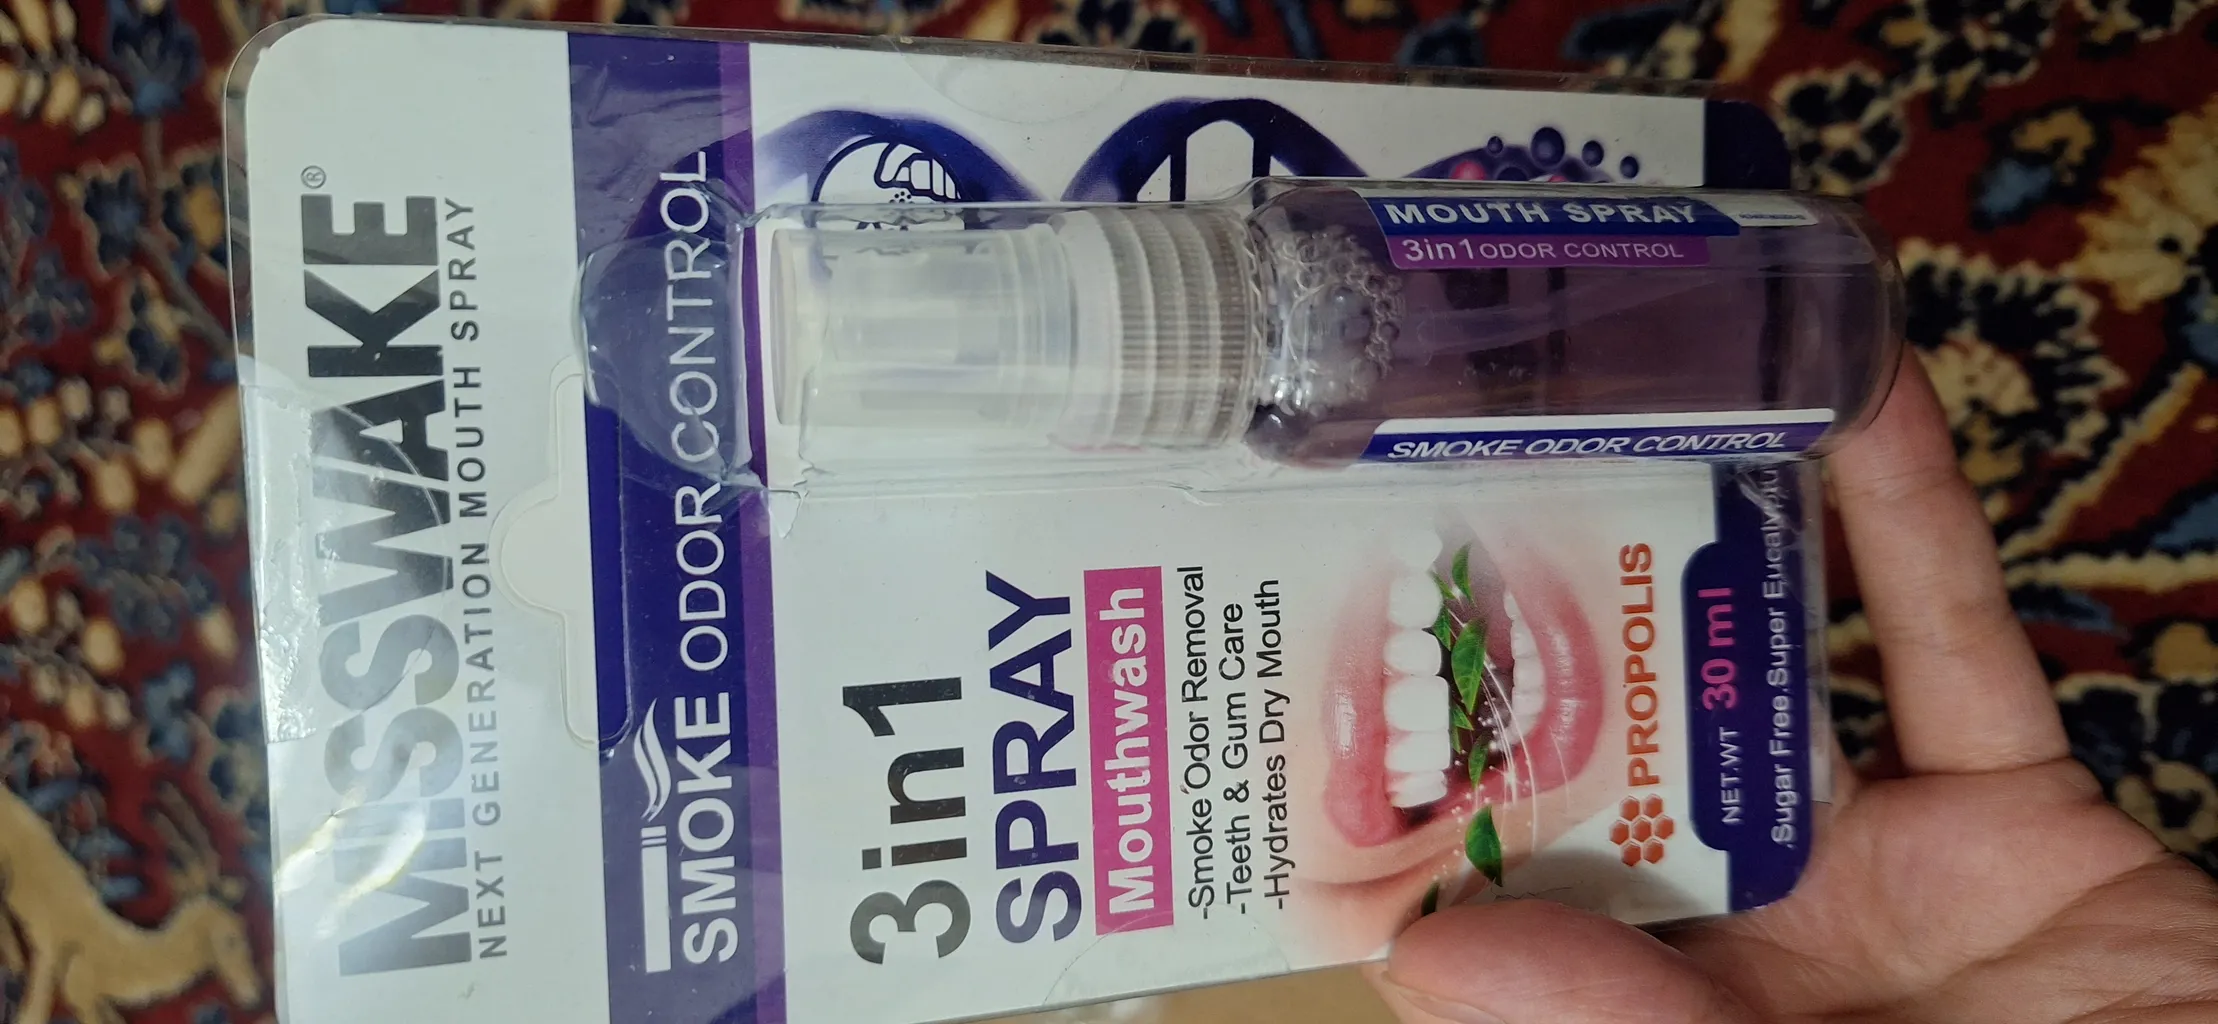 MISSWAKE®
NEXT GENERATION MOUTH SPRAY
SMOKE ODOR CONTROL
3in1
SPRAY
Mouthwash
-Smoke Odor Removal
-Teeth & Gum Care
-Hydrates Dry Mouth
MOUTH SPRAY
3in1 ODOR CONTROL
SMOKE ODOR CONTROL
PROPOLIS
NET.WT 30 ml
.Sugar Free.Super